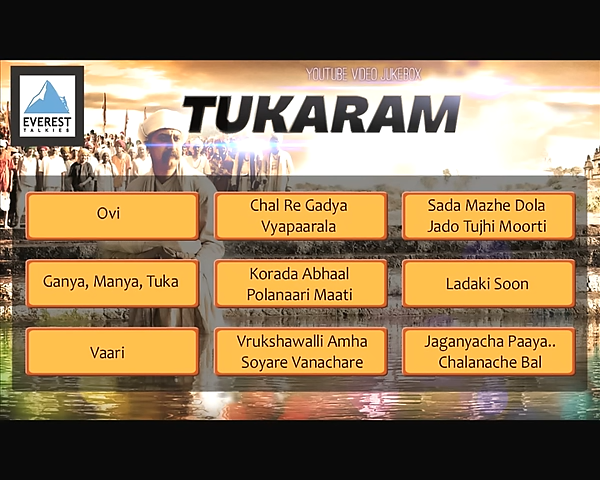 YOUTUBE VIDEO JUKEBOX
EVEREST
TALKIES
TUKARAM
Ovi
Chal Re Gadya
Vyapaarala
Sada Mazhe Dola
Jado Tujhi Moorti
Ganya, Manya, Tuka
Korada Abhaal
Polanaari Maati
Ladaki Soon
Vaari
Vrukshawalli Amha
Soyare Vanachare
Jaganyacha Paaya..
Chalanache Bal